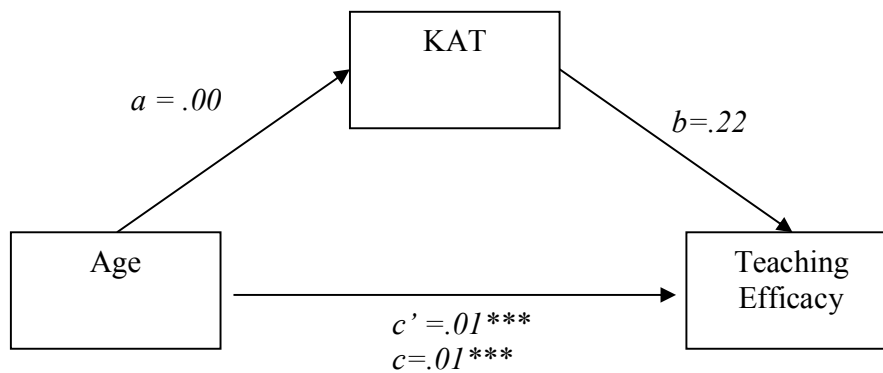 KAT
a = .00
b=.22
Age
Teaching
Efficacy
c’ =.01***
c=.01***